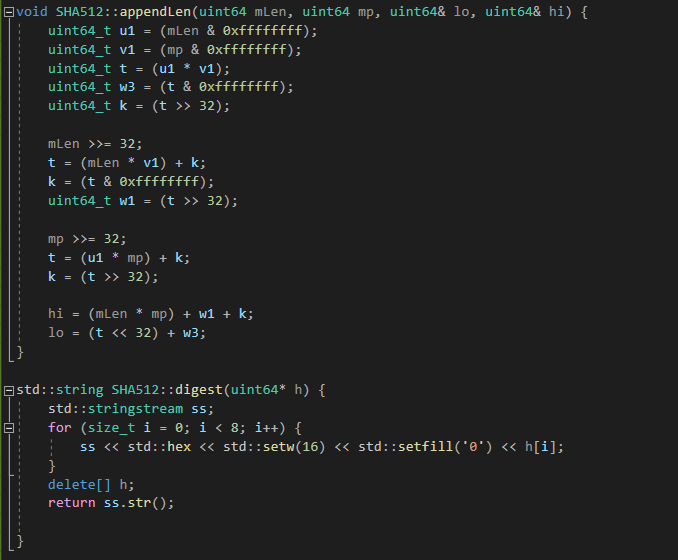 void SHA512::appendLen(uint64 mLen, uint64 mp, uint64& lo, uint64& hi) {
    uint64_t u1 = (mLen & 0xffffffff);
    uint64_t v1 = (mp & 0xffffffff);
    uint64_t t = (u1 * v1);
    uint64_t w3 = (t & 0xffffffff);
    uint64_t k = (t >> 32);

    mLen >>= 32;
    t = (mLen * v1) + k;
    k = (t & 0xffffffff);
    uint64_t w1 = (t >> 32);

    mp >>= 32;
    t = (u1 * mp) + k;
    k = (t >> 32);

    hi = (mLen * mp) + w1 + k;
    lo = (t << 32) + w3;
}

std::string SHA512::digest(uint64* h) {
    std::stringstream ss;
    for (size_t i = 0; i < 8; i++) {
        ss << std::hex << std::setw(16) << std::setfill('0') << h[i];
    }
    delete[] h;
    return ss.str();

}